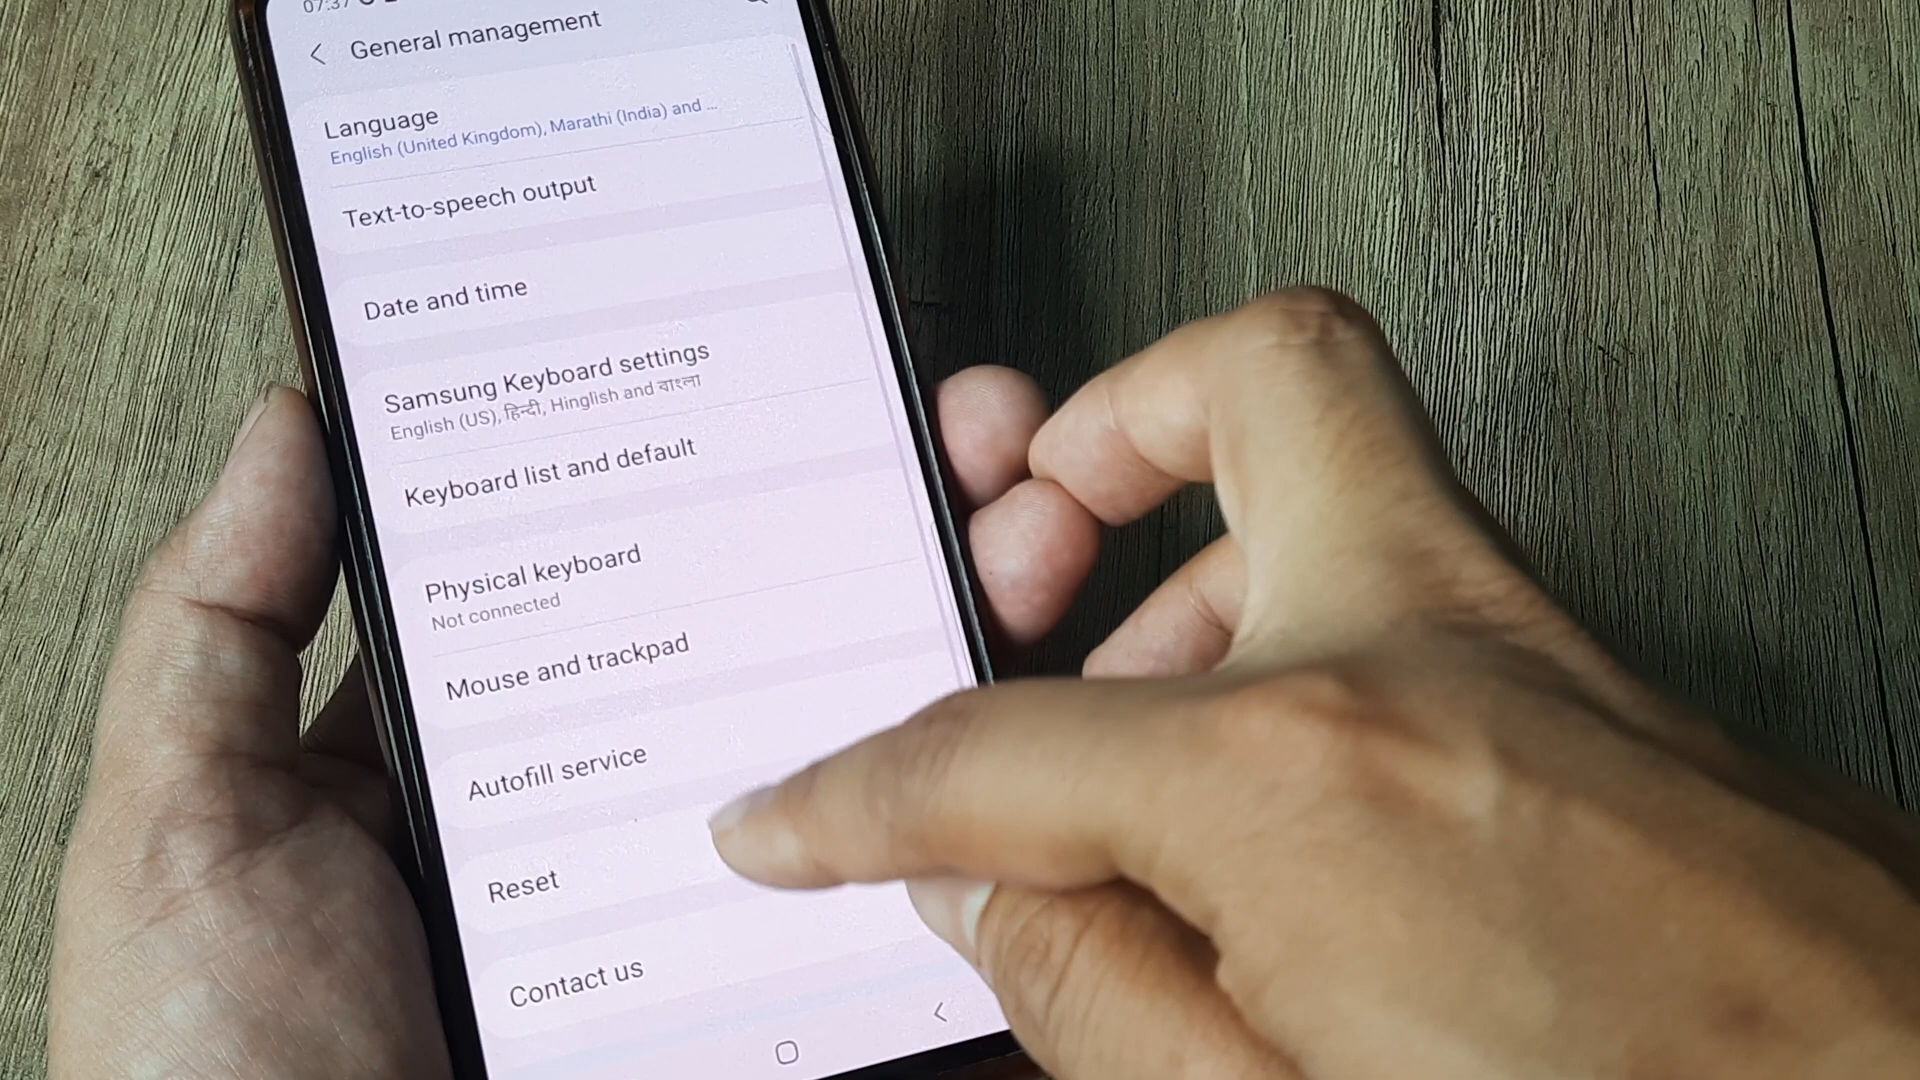 07:37
General management
Language
English (United Kingdom), Marathi (India) and ...
Text-to-speech output
Date and time
Samsung Keyboard settings
English (US), हिन्दी, Hinglish and বাংলা
Keyboard list and default
Physical keyboard
Not connected
Mouse and trackpad
Autofill service
Reset
Contact us